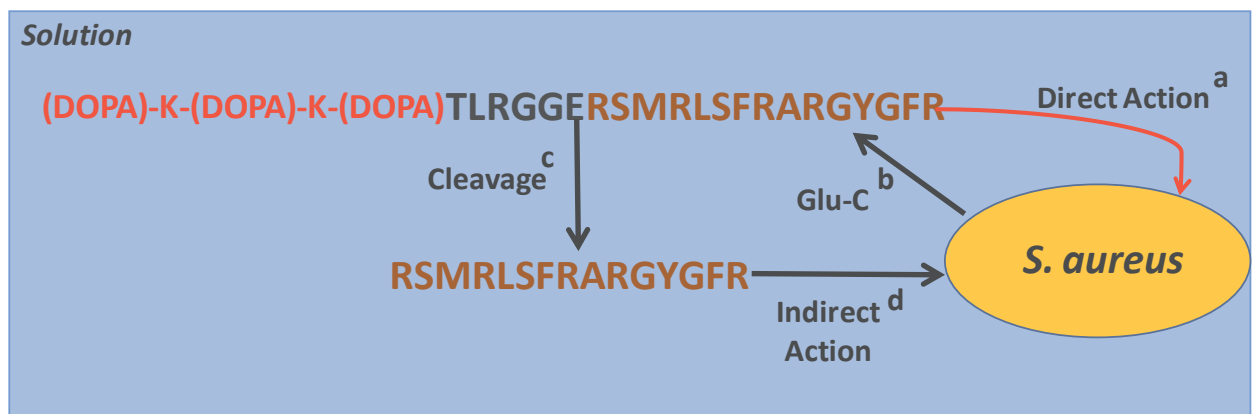 Solution
(DOPA)-K-(DOPA)-K-(DOPA)TLRGGERSMRLSFRARGYGFR
Direct Action a
Cleavage c
Glu-C b
RSMRLSFRARGYGFR
S. aureus
Indirect d
Action